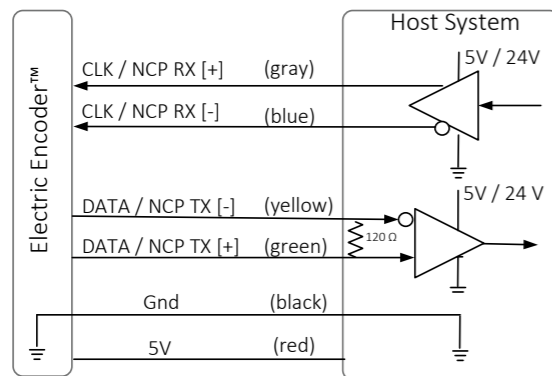 Host System
5V / 24V
CLK / NCP RX [+] (gray)
CLK / NCP RX [-] (blue)
Electric Encoder™
5V / 24 V
DATA / NCP TX [-] (yellow)
120 Ω
DATA / NCP TX [+] (green)
Gnd (black)
5V (red)